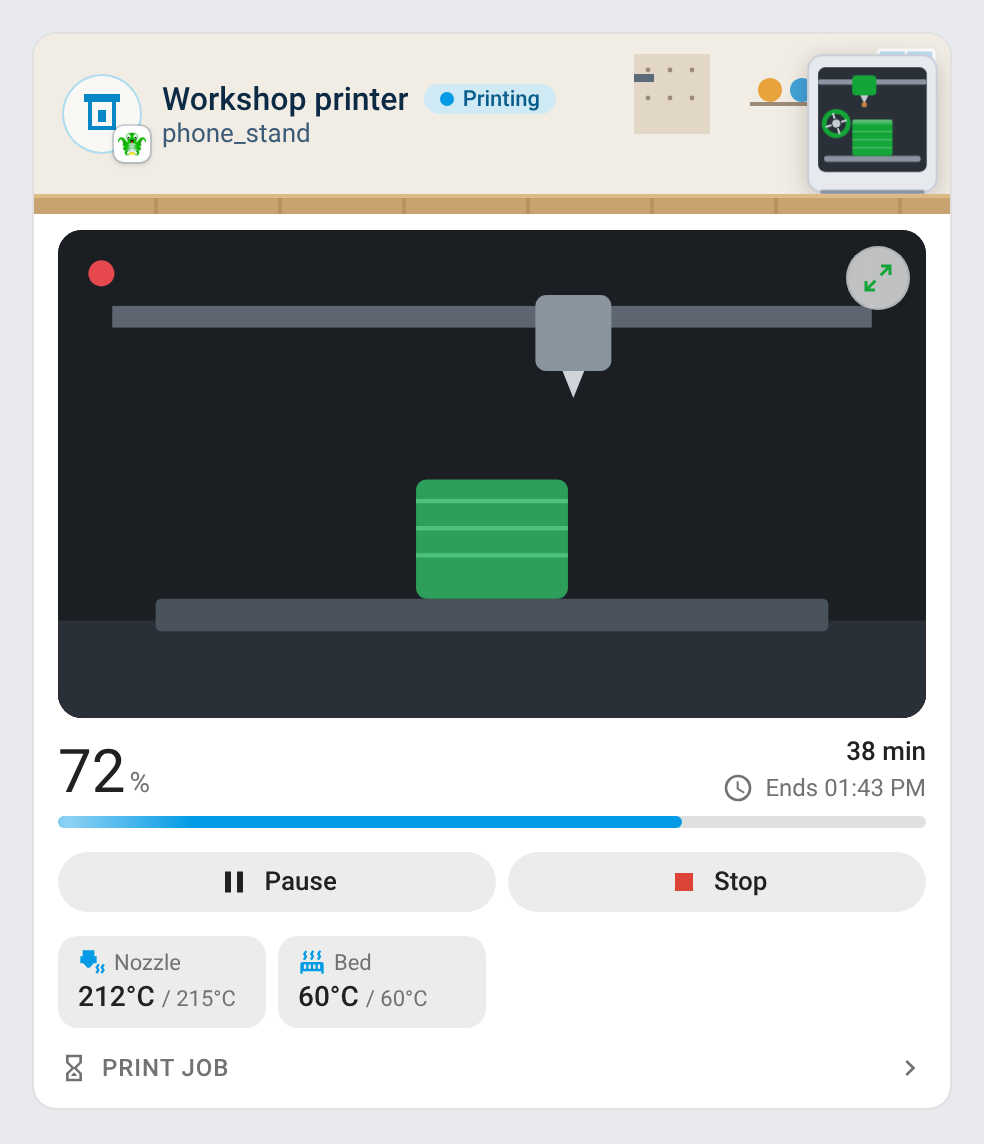 Workshop printer
Printing
phone_stand
72 %
38 min
Ends 01:43 PM
Pause
Stop
Nozzle
212°C / 215°C
Bed
60°C / 60°C
PRINT JOB